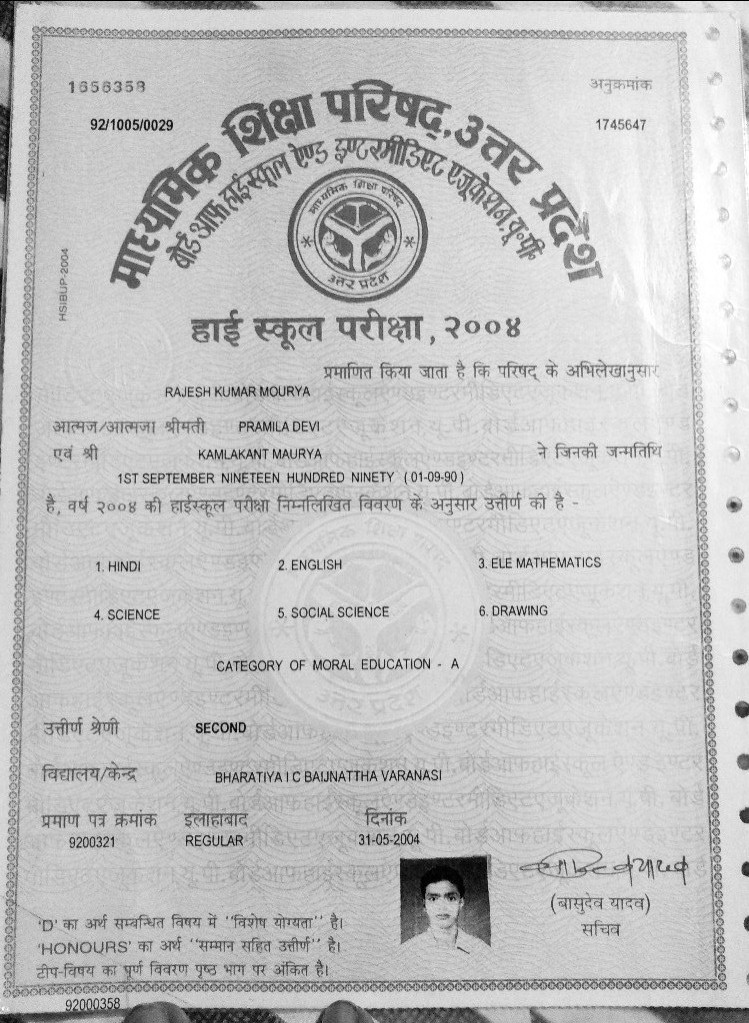 1656358
अनुक्रमांक
92/1005/0029
1745647
माध्यमिक शिक्षा परिषद्, उत्तर प्रदेश
बोर्ड आफ हाईस्कूल ऐण्ड इण्टरमीडिएट एजूकेशन, यू॰पी॰
माध्यमिक शिक्षा परिषद
उत्तर प्रदेश
HSIBUP-2004
हाई स्कूल परीक्षा, २००४
प्रमाणित किया जाता है कि परिषद् के अभिलेखानुसार
RAJESH KUMAR MOURYA
आत्मज/आत्मजा श्रीमती PRAMILA DEVI
एवं श्री KAMLAKANT MAURYA ने जिनकी जन्मतिथि
1ST SEPTEMBER NINETEEN HUNDRED NINETY (01-09-90)
है, वर्ष २००४ की हाईस्कूल परीक्षा निम्नलिखित विवरण के अनुसार उत्तीर्ण की है -
1. HINDI 2. ENGLISH 3. ELE MATHEMATICS
4. SCIENCE 5. SOCIAL SCIENCE 6. DRAWING
CATEGORY OF MORAL EDUCATION - A
उत्तीर्ण श्रेणी SECOND
विद्यालय/केन्द्र BHARATIYA I C BAIJNATTHA VARANASI
प्रमाण पत्र क्रमांक इलाहाबाद दिनांक
9200321 REGULAR 31-05-2004
(बासुदेव यादव)
सचिव
'D' का अर्थ सम्बन्धित विषय में ''विशेष योग्यता'' है।
'HONOURS' का अर्थ ''सम्मान सहित उत्तीर्ण'' है।
टीप-विषय का पूर्ण विवरण पृष्ठ भाग पर अंकित है।
92000358